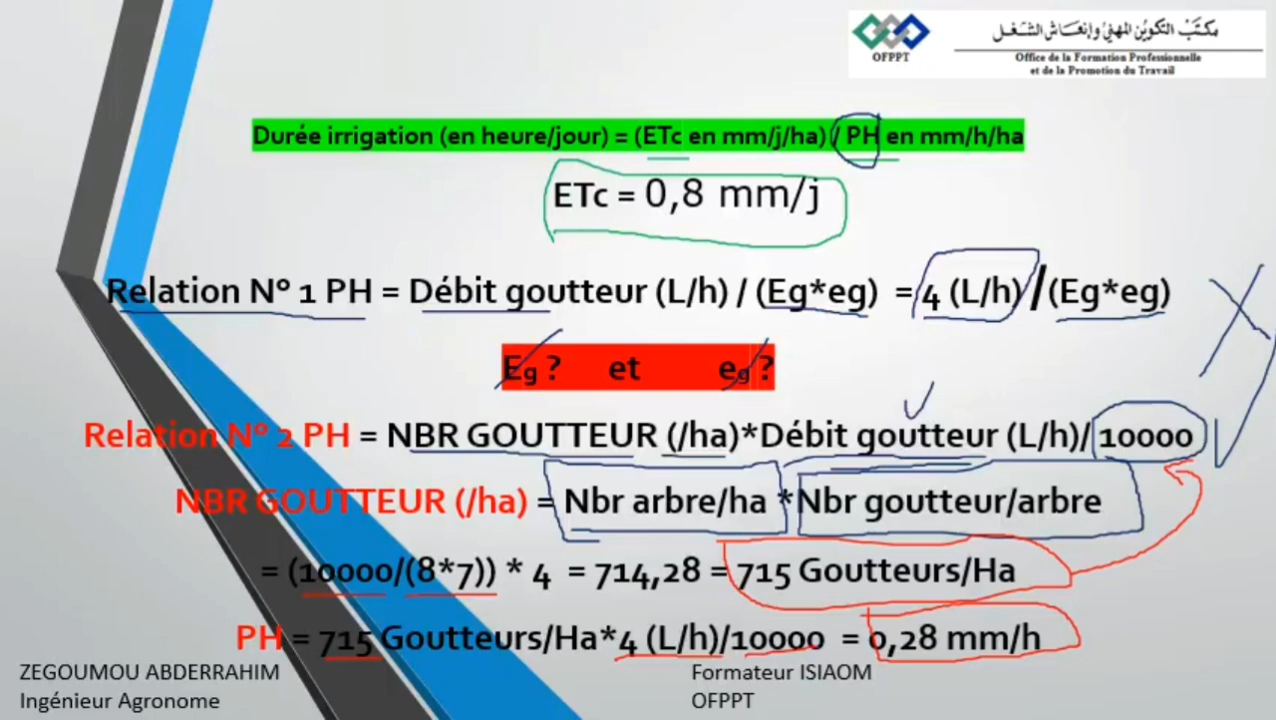 مكتب التكوين المهني وإنعاش الشغل
OFPPT
Office de la Formation Professionnelle
et de la Promotion du Travail
Durée irrigation (en heure/jour) = (ETc en mm/j/ha) / PH en mm/h/ha
ETc = 0,8 mm/j
Relation N° 1 PH = Débit goutteur (L/h) / (Eg*eg) = 4 (L/h) /(Eg*eg)
Eg ? et eg ?
Relation N° 2 PH = NBR GOUTTEUR (/ha)*Débit goutteur (L/h)/ 10000
NBR GOUTTEUR (/ha) = Nbr arbre/ha *Nbr goutteur/arbre
= (10000/(8*7)) * 4 = 714,28 = 715 Goutteurs/Ha
PH = 715 Goutteurs/Ha*4 (L/h)/10000 = 0,28 mm/h
ZEGOUMOU ABDERRAHIM
Ingénieur Agronome
Formateur ISIAOM
OFPPT